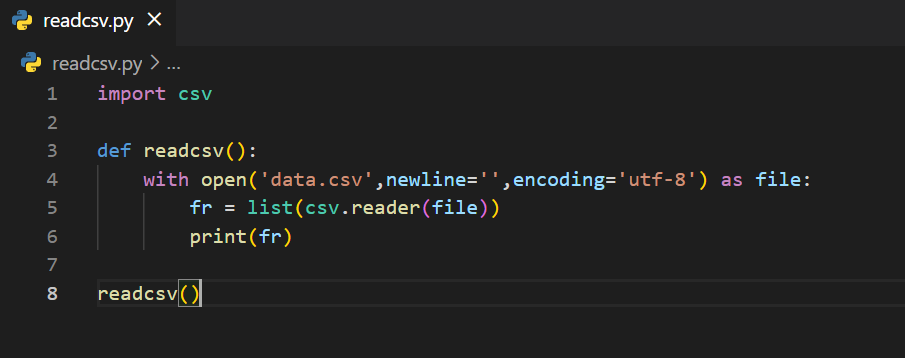 readcsv.py ×
readcsv.py > ...
1 import csv
2
3 def readcsv():
4     with open('data.csv',newline='',encoding='utf-8') as file:
5         fr = list(csv.reader(file))
6         print(fr)
7
8 readcsv()